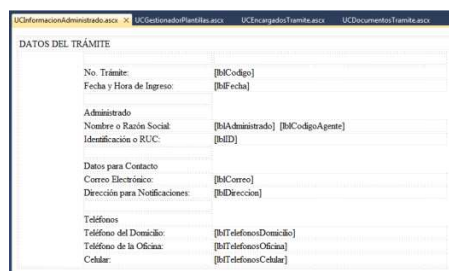 UCInformacionAdministrado.ascx × UCGestionadorPlantillas.ascx UCEncargadosTramite.ascx UCDocumentosTramite.ascx
DATOS DEL TRÁMITE
No. Trámite: [lblCodigo]
Fecha y Hora de Ingreso: [lblFecha]
Administrado
Nombre o Razón Social: [lblAdministrado] [lblCodigoAgente]
Identificación o RUC: [lblID]
Datos para Contacto
Correo Electrónico: [lblCorreo]
Dirección para Notificaciones: [lblDireccion]
Teléfonos
Teléfono del Domicilio: [lblTelefonosDomicilio]
Teléfono de la Oficina: [lblTelefonosOficina]
Celular: [lblTelefonosCelular]